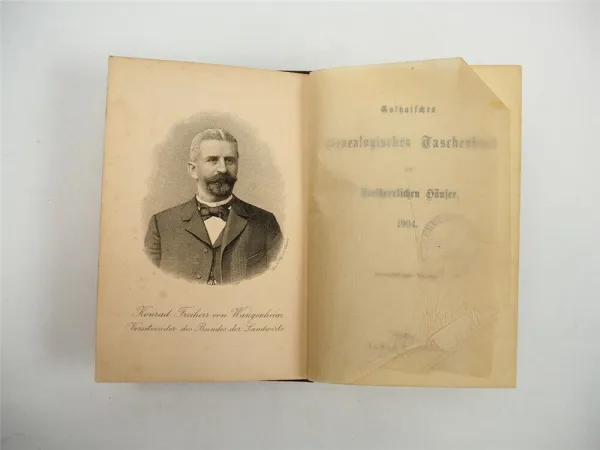 Konrad Freiherr von Wangenheim
Vorsitzender des Bundes der Landwirte
Gothaisches
Genealogisches Taschenbuch
der
Freiherrlichen Häuser.
1904.